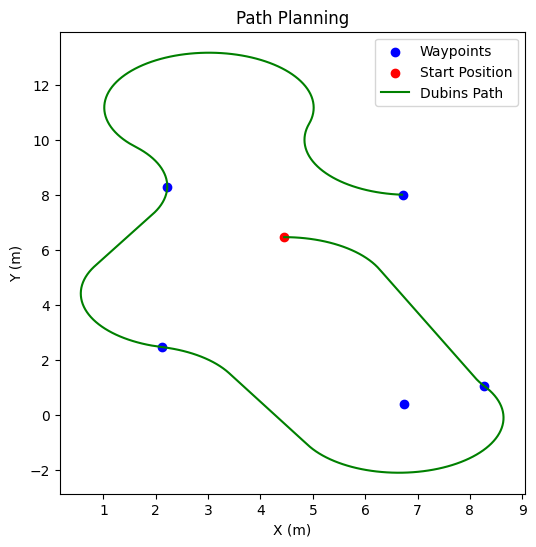 Path Planning
Waypoints
Start Position
Dubins Path
Y (m)
12
10
8
6
4
2
0
−2
1 2 3 4 5 6 7 8 9
X (m)